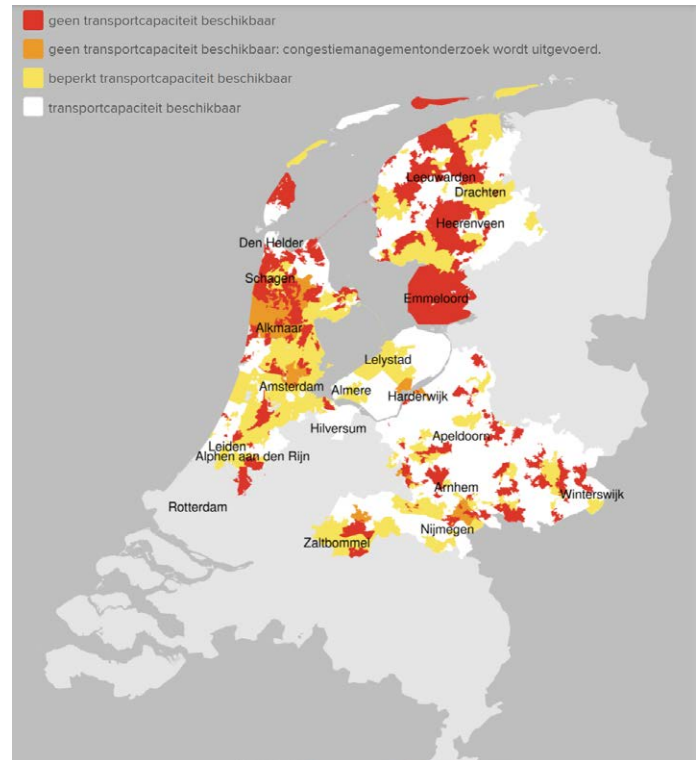 geen transportcapaciteit beschikbaar
geen transportcapaciteit beschikbaar: congestiemanagementonderzoek wordt uitgevoerd.
beperkt transportcapaciteit beschikbaar
transportcapaciteit beschikbaar
Leeuwarden
Drachten
Heerenveen
Den Helder
Schagen
Emmeloord
Alkmaar
Lelystad
Amsterdam
Almere
Harderwijk
Hilversum
Apeldoorn
Leiden
Alphen aan den Rijn
Arnhem
Winterswijk
Rotterdam
Nijmegen
Zaltbommel